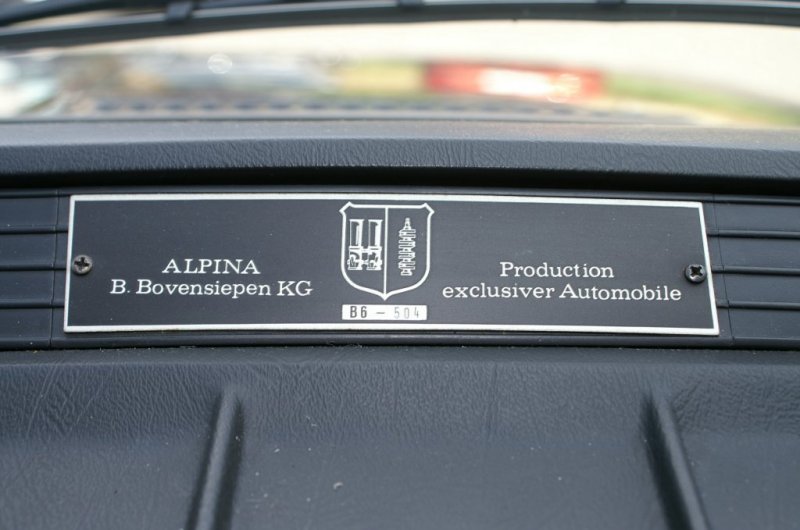 ALPINA
B. Bovensiepen KG
B6 - 504
Production
exclusiver Automobile